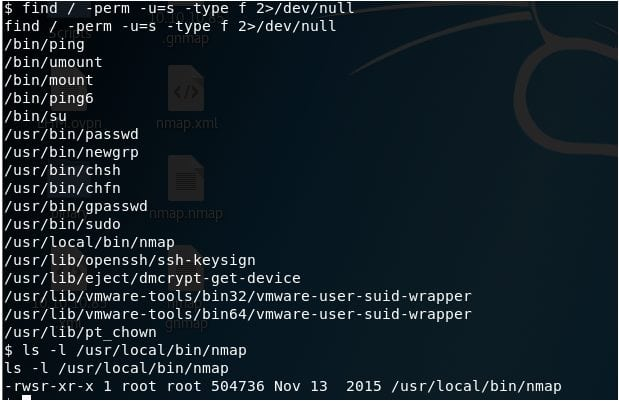 $ find / -perm -u=s -type f 2>/dev/null
find / -perm -u=s -type f 2>/dev/null
.gnmap
/bin/ping
/bin/umount
/bin/mount
/bin/ping6
/bin/su
nmap.xml
/usr/bin/passwd
/usr/bin/newgrp
/usr/bin/chsh
/usr/bin/chfn
/usr/bin/gpasswd
nmap.nmap
/usr/bin/sudo
/usr/local/bin/nmap
/usr/lib/openssh/ssh-keysign
/usr/lib/eject/dmcrypt-get-device
/usr/lib/vmware-tools/bin32/vmware-user-suid-wrapper
/usr/lib/vmware-tools/bin64/vmware-user-suid-wrapper
/usr/lib/pt_chown
$ ls -l /usr/local/bin/nmap
ls -l /usr/local/bin/nmap
-rwsr-xr-x 1 root root 504736 Nov 13  2015 /usr/local/bin/nmap